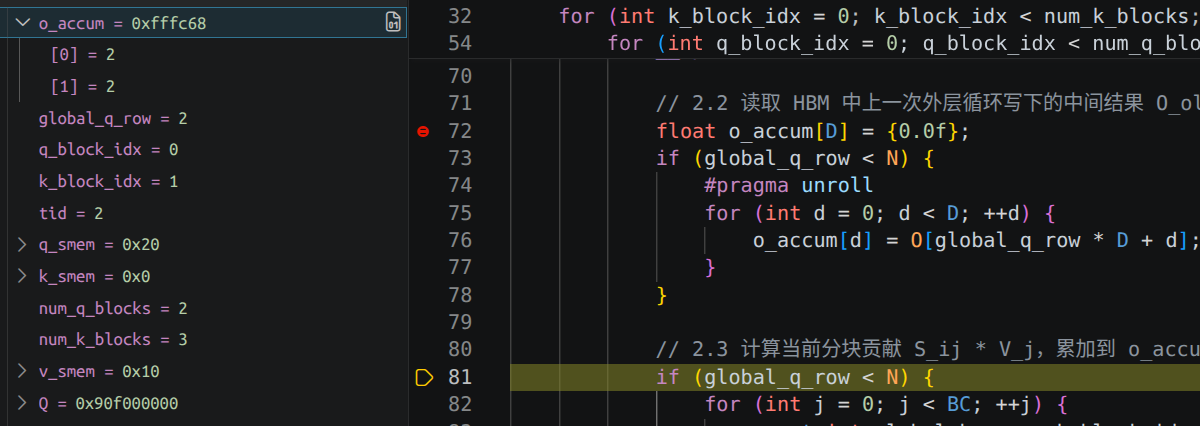 o_accum = 0xfffc68
[0] = 2
[1] = 2
global_q_row = 2
q_block_idx = 0
k_block_idx = 1
tid = 2
q_smem = 0x20
k_smem = 0x0
num_q_blocks = 2
num_k_blocks = 3
v_smem = 0x10
Q = 0x90f000000
32 for (int k_block_idx = 0; k_block_idx < num_k_blocks;
54 for (int q_block_idx = 0; q_block_idx < num_q_blo
70
71 // 2.2 读取 HBM 中上一次外层循环写下的中间结果 O_ol
72 float o_accum[D] = {0.0f};
73 if (global_q_row < N) {
74 #pragma unroll
75 for (int d = 0; d < D; ++d) {
76 o_accum[d] = O[global_q_row * D + d];
77 }
78 }
79
80 // 2.3 计算当前分块贡献 S_ij * V_j，累加到 o_accu
81 if (global_q_row < N) {
82 for (int j = 0; j < BC; ++j) {